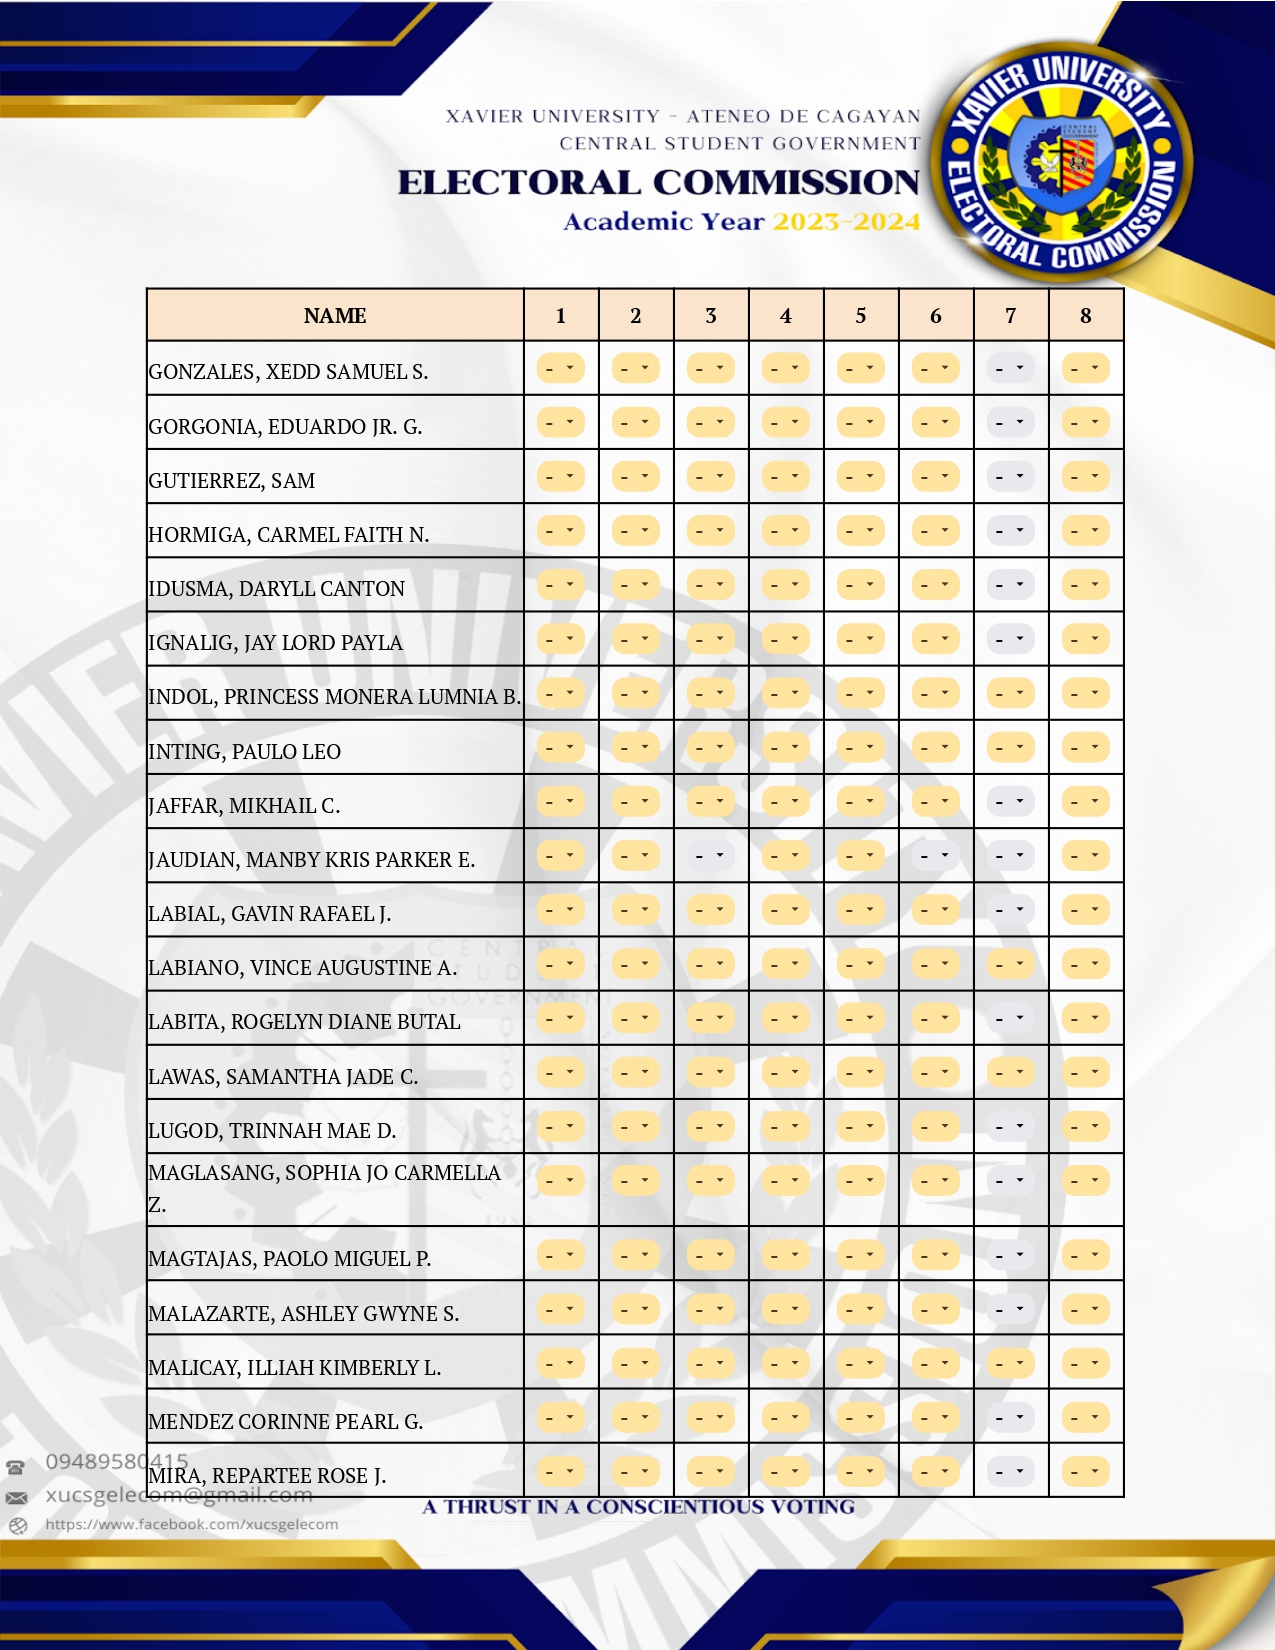 XAVIER UNIVERSITY - ATENEO DE CAGAYAN
CENTRAL STUDENT GOVERNMENT
ELECTORAL COMMISSION
Academic Year 2023-2024
XAVIER UNIVERSITY
ELECTORAL COMMISSION
CENTRAL
STUDENT
GOVERNMENT
NAME 1 2 3 4 5 6 7 8
GONZALES, XEDD SAMUEL S. - - - - - - - -
GORGONIA, EDUARDO JR. G. - - - - - - - -
GUTIERREZ, SAM - - - - - - - -
HORMIGA, CARMEL FAITH N. - - - - - - - -
IDUSMA, DARYLL CANTON - - - - - - - -
IGNALIG, JAY LORD PAYLA - - - - - - - -
INDOL, PRINCESS MONERA LUMNIA B. - - - - - - - -
INTING, PAULO LEO - - - - - - - -
JAFFAR, MIKHAIL C. - - - - - - - -
JAUDIAN, MANBY KRIS PARKER E. - - - - - - - -
LABIAL, GAVIN RAFAEL J. - - - - - - - -
LABIANO, VINCE AUGUSTINE A. - - - - - - - -
LABITA, ROGELYN DIANE BUTAL - - - - - - - -
LAWAS, SAMANTHA JADE C. - - - - - - - -
LUGOD, TRINNAH MAE D. - - - - - - - -
MAGLASANG, SOPHIA JO CARMELLA
Z. - - - - - - - -
MAGTAJAS, PAOLO MIGUEL P. - - - - - - - -
MALAZARTE, ASHLEY GWYNE S. - - - - - - - -
MALICAY, ILLIAH KIMBERLY L. - - - - - - - -
MENDEZ CORINNE PEARL G. - - - - - - - -
MIRA, REPARTEE ROSE J. - - - - - - - -
09489580415
xucsgelecom@gmail.com
https://www.facebook.com/xucsgelecom
A THRUST IN A CONSCIENTIOUS VOTING